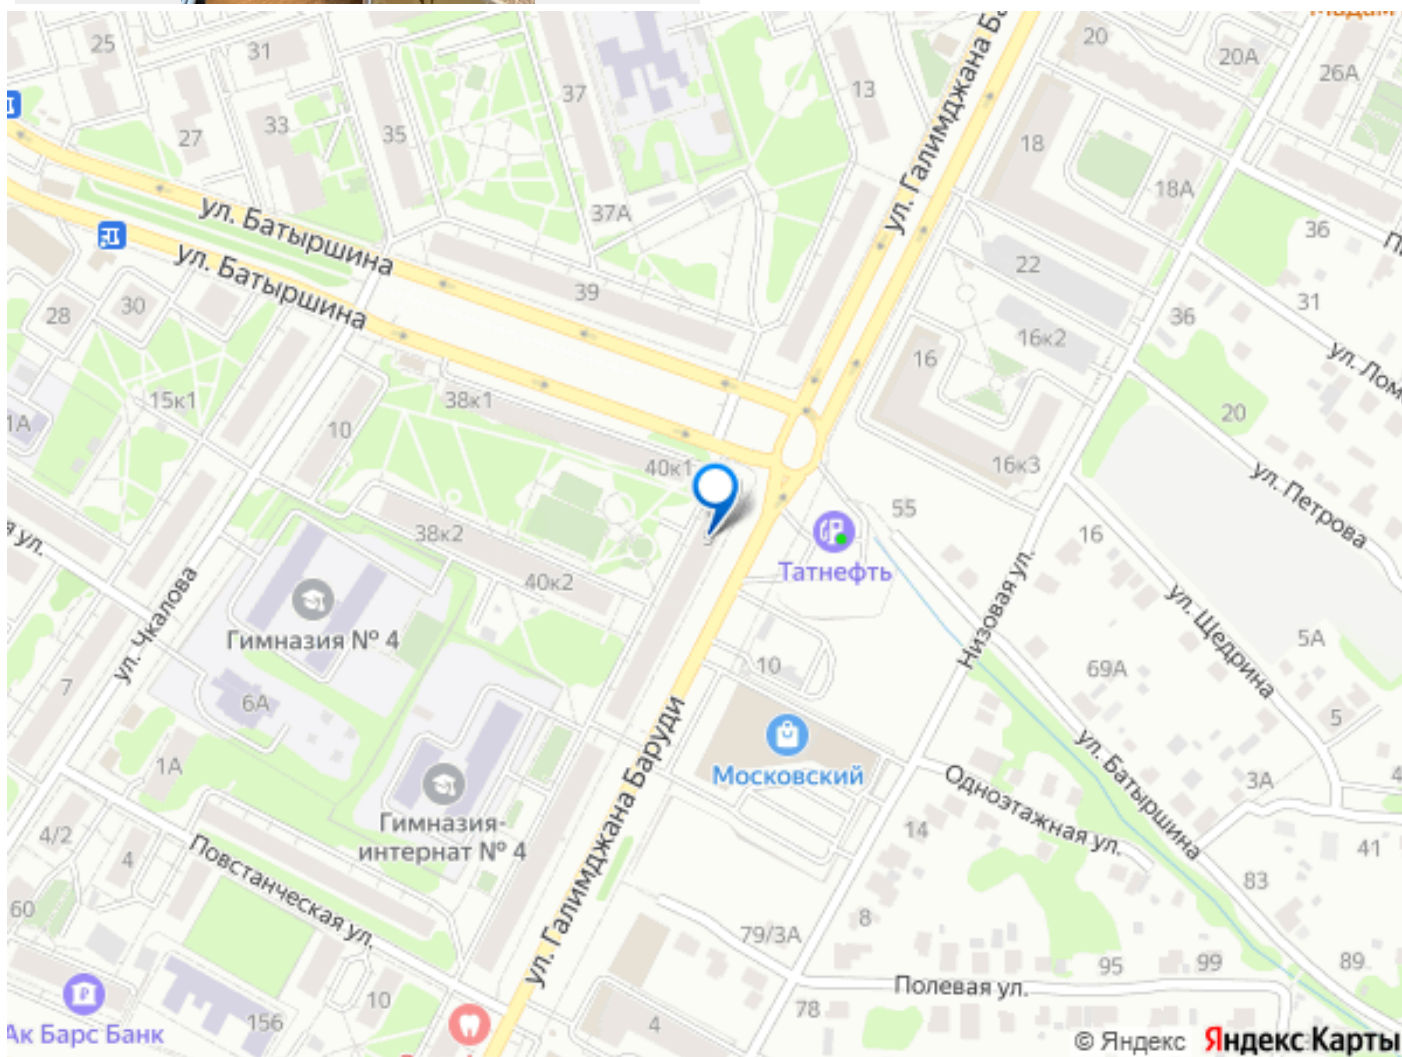 25
31
37
13
20
20А
26А
27
33
35
18
18А
ул. Галимджана Ба
ул. Батыршина
37А
36
ул. Батыршина
39
22
31
28
30
16к2
36
16
ул. Лом
15к1
38к1
1А
10
20
40к1
16к3
ул. Петрова
55
38к2
Татнефть
16
40к2
ул. Чкалова
Низовая ул.
ул. Щедрина
5А
Гимназия № 4
10
69А
7
6А
5
ул. Галимджана Баруди
Московский
1А
Одноэтажная ул.
ул. Батыршина
3А
4
Гимназия-
интернат № 4
4/2
4
Повстанческая ул.
14
41
83
60
8
79/3А
95
99
89
Полевая ул.
10
78
156
4
Ак Барс Банк
© Яндекс Яндекс Карты